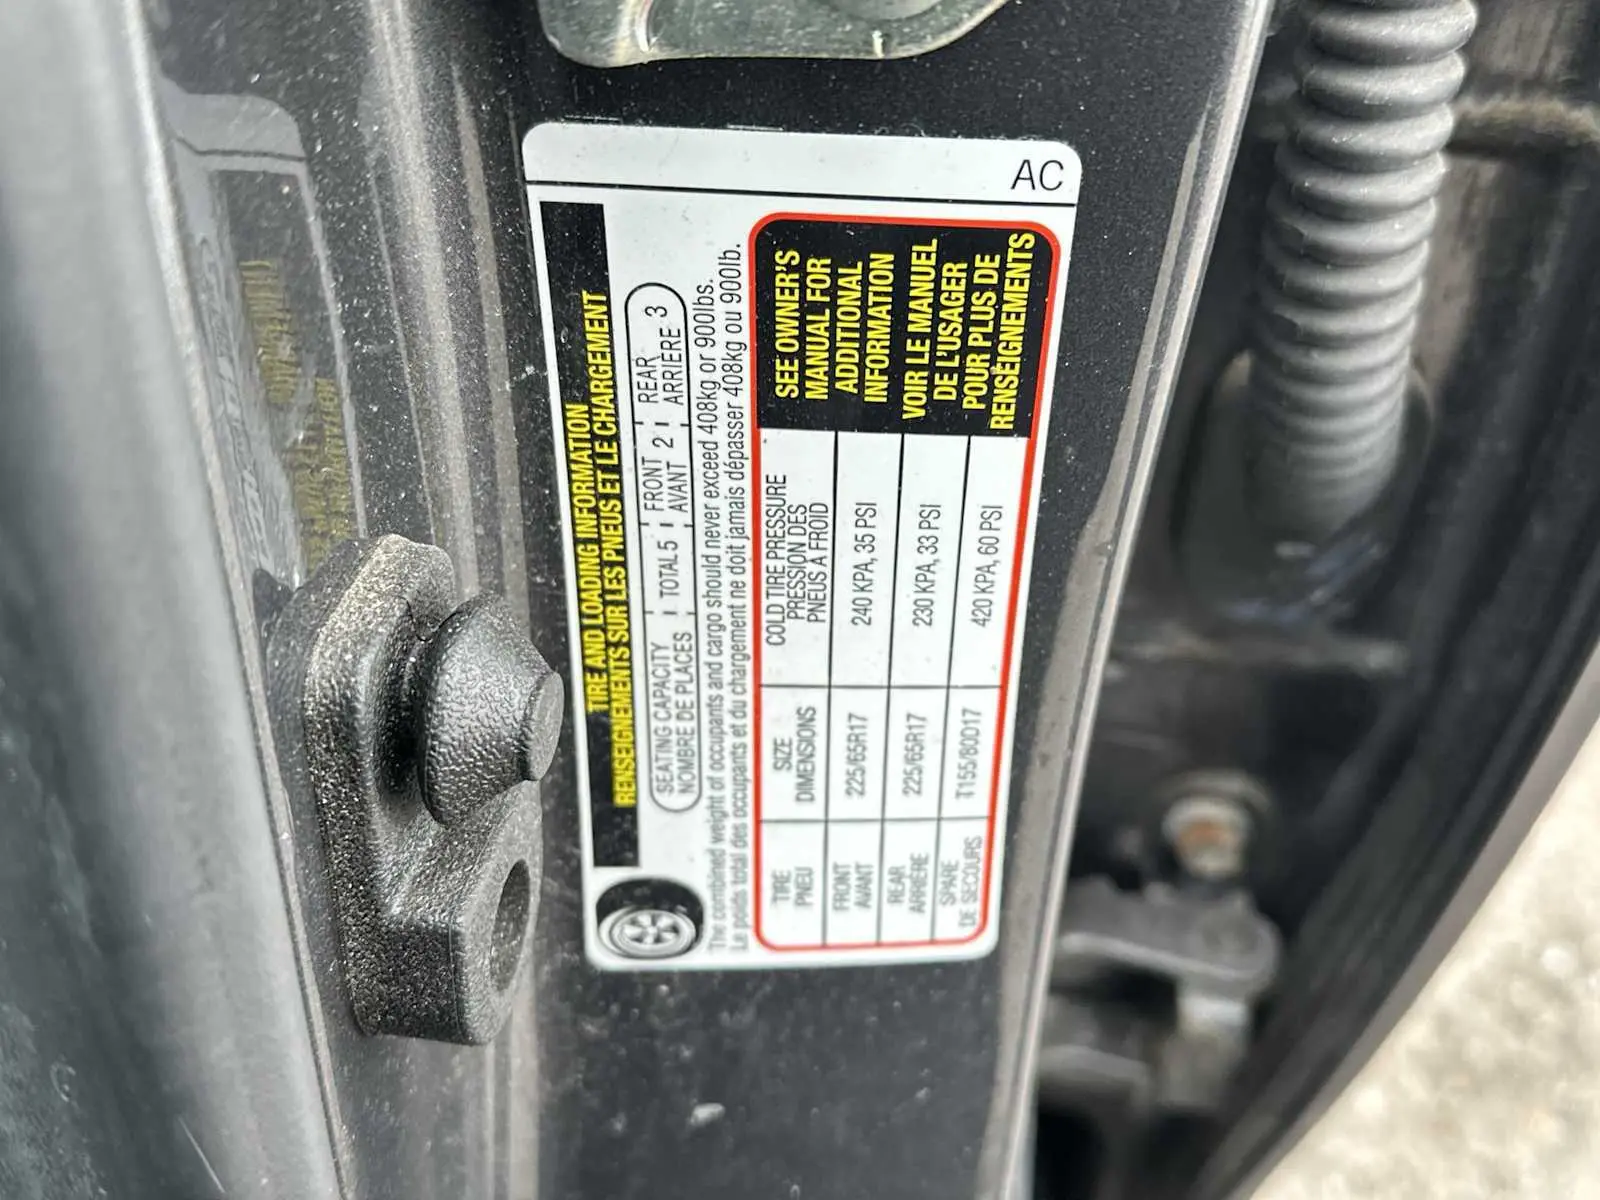 AC
TIRE AND LOADING INFORMATION
RENSEIGNEMENTS SUR LES PNEUS ET LE CHARGEMENT
SEATING CAPACITY TOTAL 5 FRONT 2 REAR 3
NOMBRE DE PLACES AVANT ARRIÈRE
The combined weight of occupants and cargo should never exceed 408kg or 900lbs.
Le poids total des occupants et du chargement ne doit jamais dépasser 408kg ou 900lb.
TIRE SIZE COLD TIRE PRESSURE
PNEU DIMENSIONS PRESSION DES
PNEUS À FROID
FRONT 225/65R17 240 KPA, 35 PSI
AVANT
REAR 225/65R17 230 KPA, 33 PSI
ARRIÈRE
SPARE T155/80D17 420 KPA, 60 PSI
DE SECOURS
SEE OWNER'S
MANUAL FOR
ADDITIONAL
INFORMATION
VOIR LE MANUEL
DE L'USAGER
POUR PLUS DE
RENSEIGNEMENTS